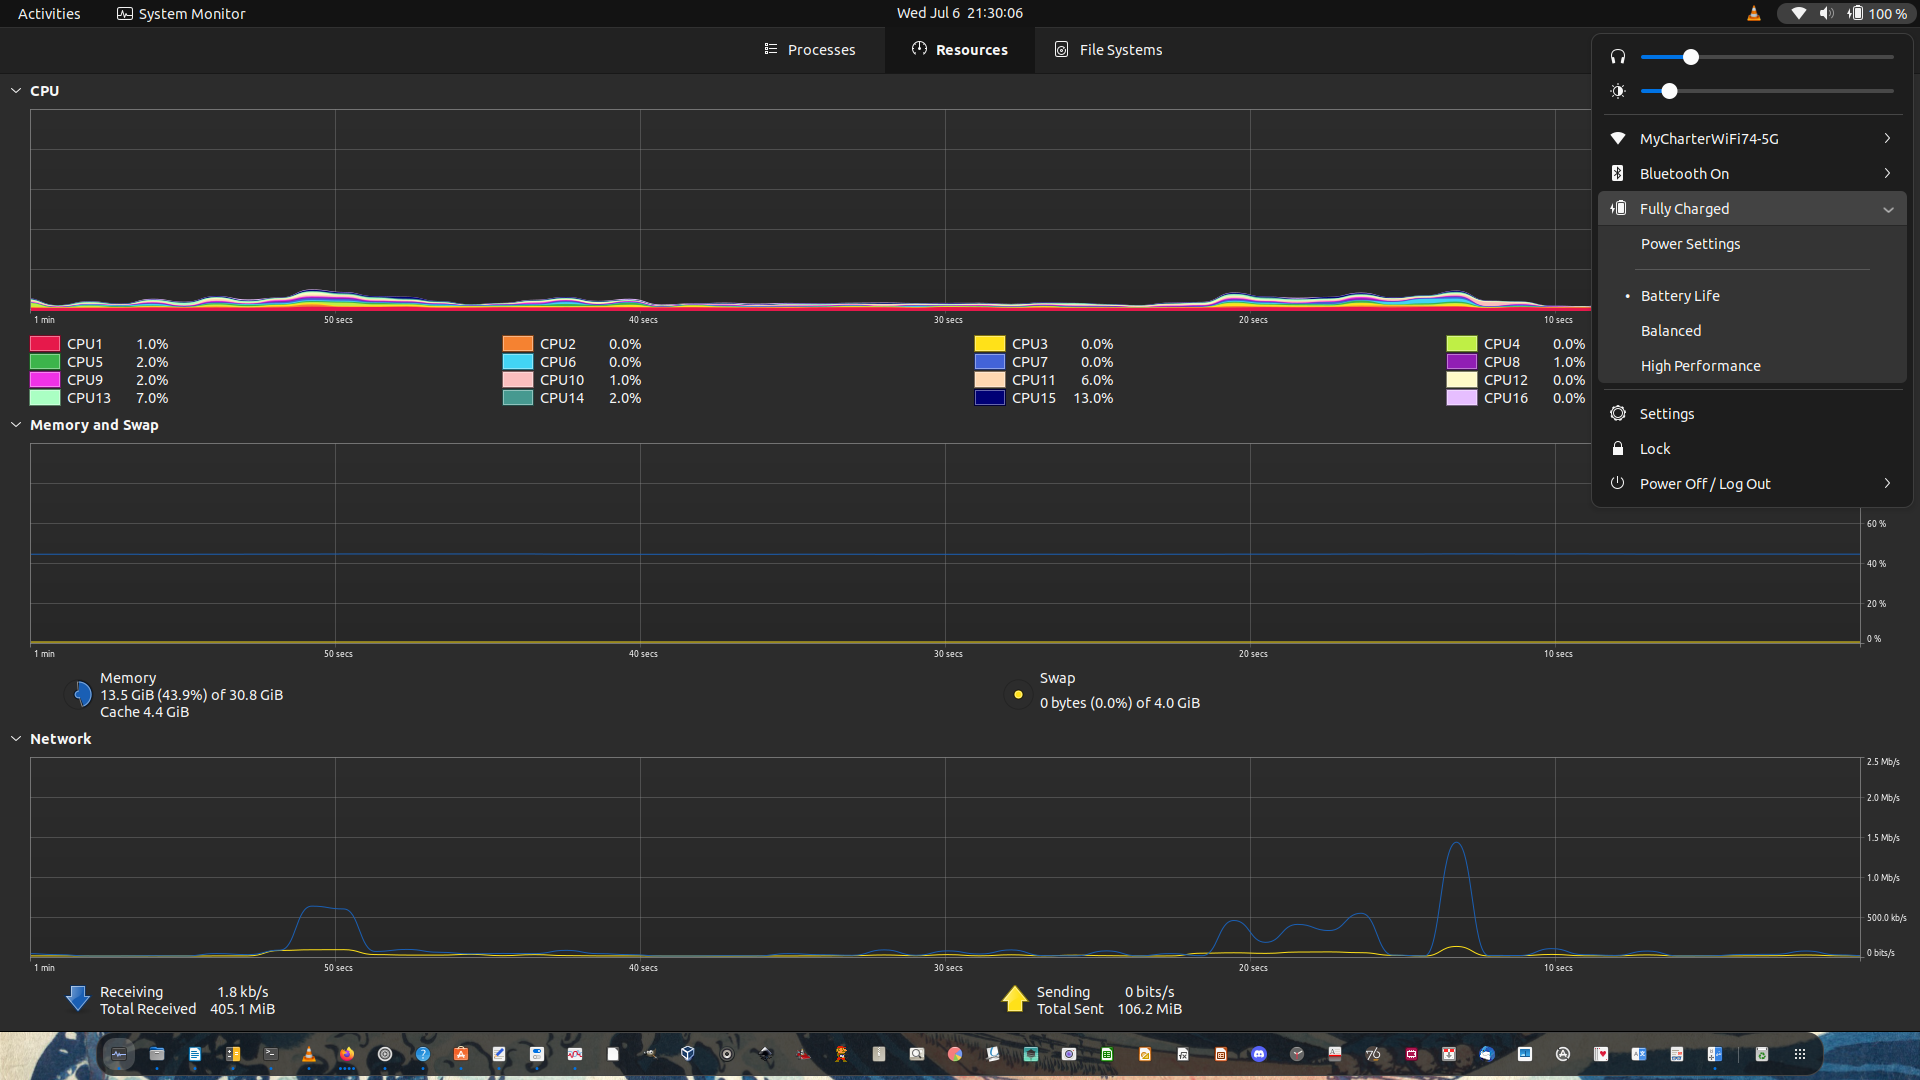 Activities
System Monitor
Wed Jul 6 21:30:06
100 %
Processes
Resources
File Systems
CPU
1 min 50 secs 40 secs 30 secs 20 secs 10 secs
CPU1 1.0% CPU2 0.0% CPU3 0.0% CPU4 0.0%
CPU5 2.0% CPU6 0.0% CPU7 0.0% CPU8 1.0%
CPU9 2.0% CPU10 1.0% CPU11 6.0% CPU12 0.0%
CPU13 7.0% CPU14 2.0% CPU15 13.0% CPU16 0.0%
MyCharterWiFi74-5G
Bluetooth On
Fully Charged
Power Settings
• Battery Life
Balanced
High Performance
Settings
Lock
Power Off / Log Out
Memory and Swap
60 %
40 %
20 %
0 %
1 min 50 secs 40 secs 30 secs 20 secs 10 secs
Memory
13.5 GiB (43.9%) of 30.8 GiB
Cache 4.4 GiB
Swap
0 bytes (0.0%) of 4.0 GiB
Network
2.5 Mb/s
2.0 Mb/s
1.5 Mb/s
1.0 Mb/s
500.0 kb/s
0 bits/s
1 min 50 secs 40 secs 30 secs 20 secs 10 secs
Receiving 1.8 kb/s
Total Received 405.1 MiB
Sending 0 bits/s
Total Sent 106.2 MiB
76